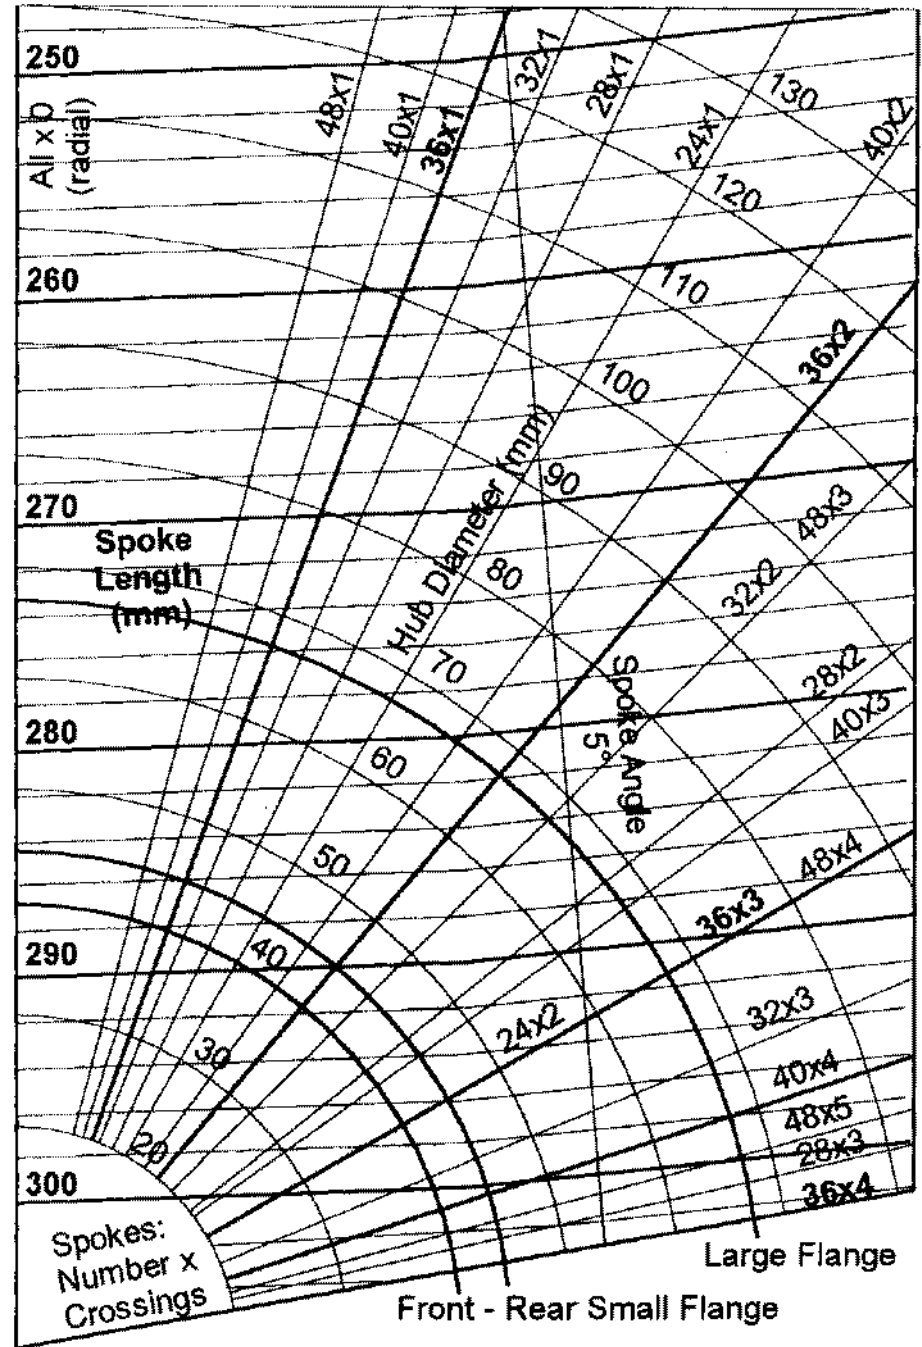 250
All x 0
(radial)
48x1
40x1
36x1
32x1
28x1
24x1
130
40x2
120
260
110
36x2
100
Hub Diameter (mm)
90
270
Spoke
Length
(mm)
80
48x3
32x2
70
28x2
40x3
Spoke Angle
5°
280
60
50
48x4
36x3
290
40
24x2
32x3
30
40x4
48x5
28x3
20
300
36x4
Spokes:
Number x
Crossings
Large Flange
Front - Rear Small Flange